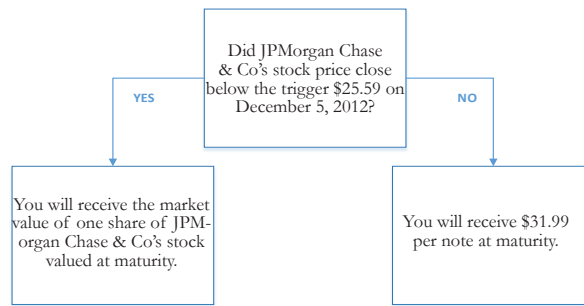 Did JPMorgan Chase
& Co’s stock price close
below the trigger $25.59 on
December 5, 2012?
YES
NO
You will receive the market
value of one share of JPM-
organ Chase & Co’s stock
valued at maturity.
You will receive $31.99
per note at maturity.